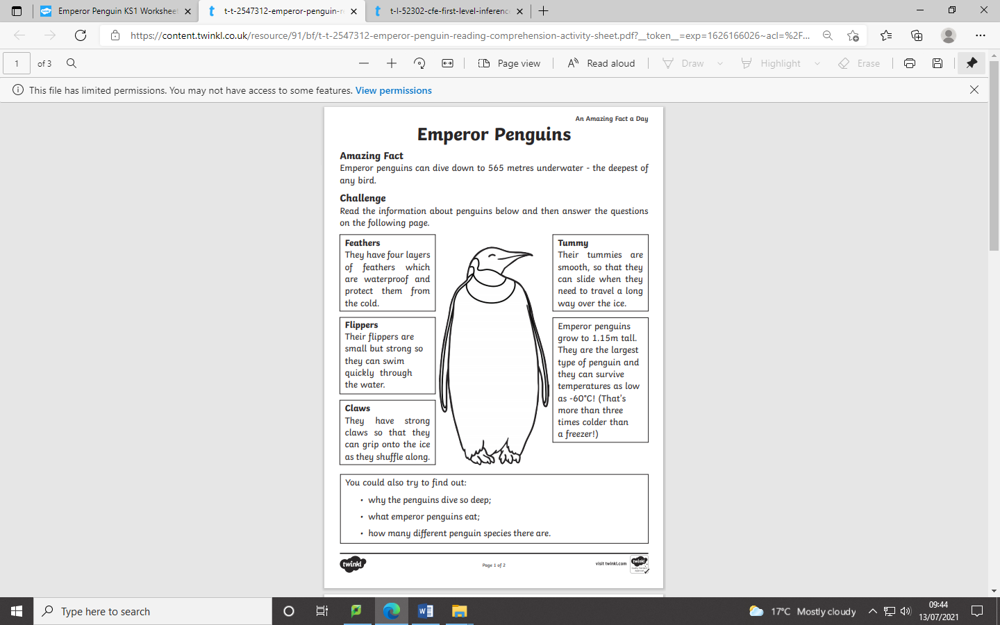 Emperor Penguin KS1 Worksheet
t-t-2547312-emperor-penguin-r
t-l-52302-cfe-first-level-inference
https://content.twinkl.co.uk/resource/91/bf/t-t-2547312-emperor-penguin-reading-comprehension-activity-sheet.pdf?__token__=exp=1626166026~acl=%2F...
1 of 3
Page view
Read aloud
Draw
Highlight
Erase
This file has limited permissions. You may not have access to some features. View permissions
An Amazing Fact a Day
Emperor Penguins
Amazing Fact
Emperor penguins can dive down to 565 metres underwater - the deepest of
any bird.
Challenge
Read the information about penguins below and then answer the questions
on the following page.
Feathers
They have four layers
of feathers which
are waterproof and
protect them from
the cold.
Flippers
Their flippers are
small but strong so
they can swim
quickly through
the water.
Claws
They have strong
claws so that they
can grip onto the ice
as they shuffle along.
Tummy
Their tummies are
smooth, so that they
can slide when they
need to travel a long
way over the ice.
Emperor penguins
grow to 1.15m tall.
They are the largest
type of penguin and
they can survive
temperatures as low
as -60°C! (That's
more than three
times colder than
a freezer!)
You could also try to find out:
• why the penguins dive so deep;
• what emperor penguins eat;
• how many different penguin species there are.
twinkl
Page 1 of 2
visit twinkl.com
twinkl
Type here to search
17°C Mostly cloudy
09:44
13/07/2021